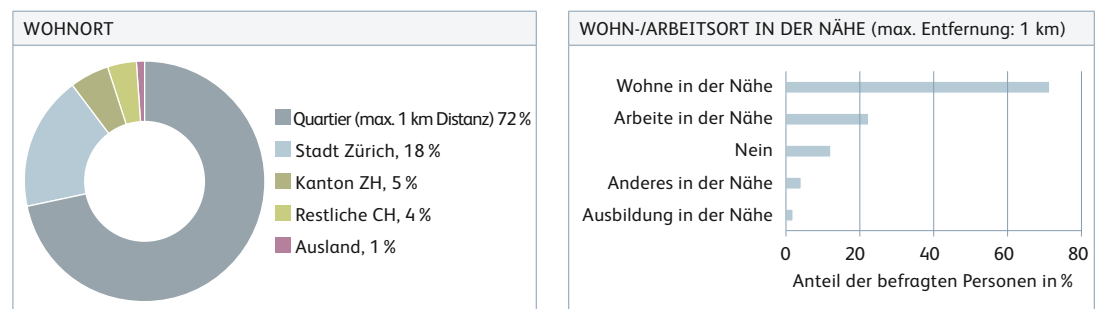 WOHNORT
Quartier (max. 1 km Distanz) 72 %
Stadt Zürich, 18 %
Kanton ZH, 5 %
Restliche CH, 4 %
Ausland, 1 %
WOHN-/ARBEITSORT IN DER NÄHE (max. Entfernung: 1 km)
Wohne in der Nähe
Arbeite in der Nähe
Nein
Anderes in der Nähe
Ausbildung in der Nähe
0 20 40 60 80
Anteil der befragten Personen in %